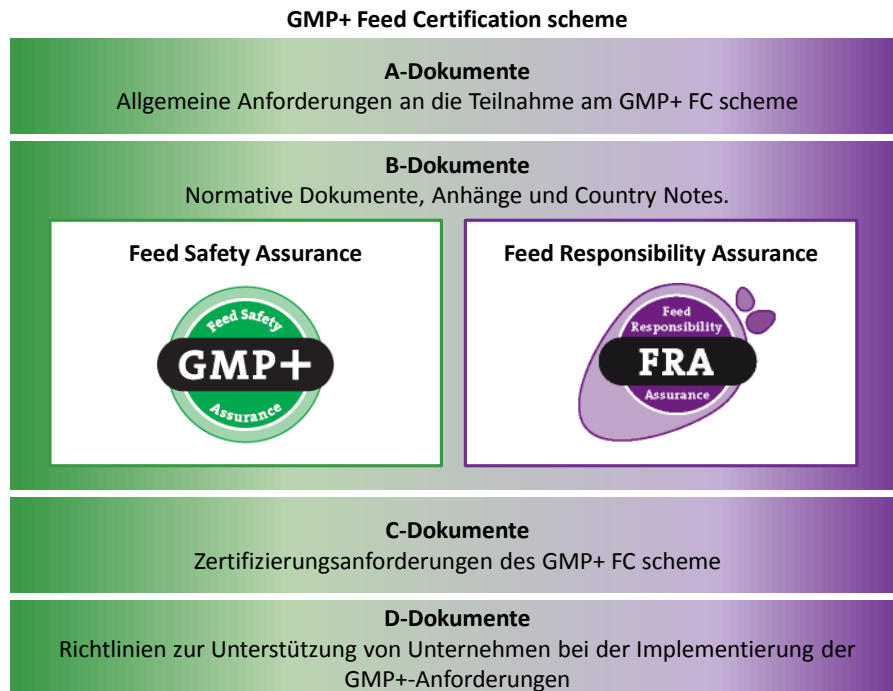 GMP+ Feed Certification scheme
A-Dokumente
Allgemeine Anforderungen an die Teilnahme am GMP+ FC scheme
B-Dokumente
Normative Dokumente, Anhänge und Country Notes.
Feed Safety Assurance
Feed Safety
GMP+
Assurance
Feed Responsibility Assurance
Feed
Responsibility
FRA
Assurance
C-Dokumente
Zertifizierungsanforderungen des GMP+ FC scheme
D-Dokumente
Richtlinien zur Unterstützung von Unternehmen bei der Implementierung der
GMP+-Anforderungen